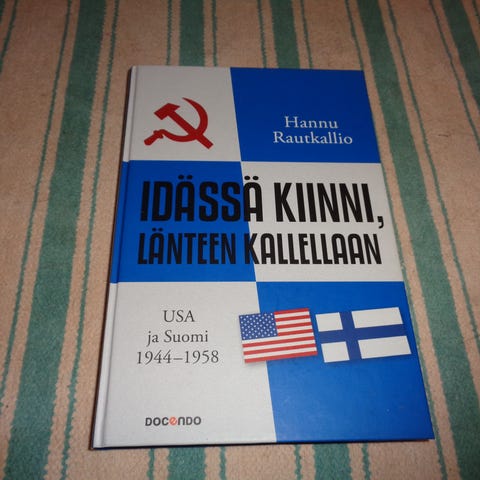 Hannu
Rautkallio
IDÄSSÄ KIINNI,
LÄNTEEN KALLELLAAN
USA
ja Suomi
1944–1958
DOCENDO